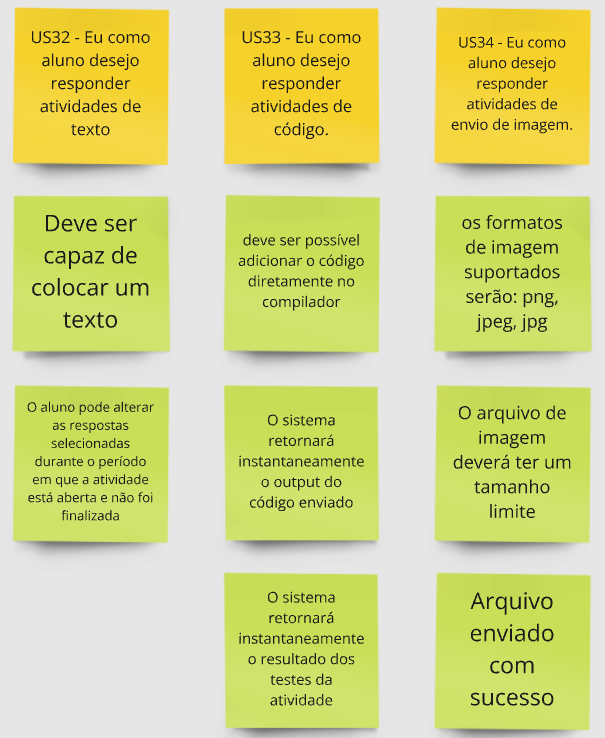 US32 - Eu como
aluno desejo
responder
atividades de
texto
US33 - Eu como
aluno desejo
responder
atividades de
código.
US34 - Eu como
aluno desejo
responder
atividades de
envio de imagem.
Deve ser
capaz de
colocar um
texto
deve ser possível
adicionar o código
diretamente no
compilador
os formatos
de imagem
suportados
serão: png,
jpeg, jpg
O aluno pode alterar
as respostas
selecionadas
durante o período
em que a atividade
está aberta e não foi
finalizada
O sistema
retornará
instantaneamente
o output do
código enviado
O arquivo de
imagem
deverá ter um
tamanho
limite
O sistema
retornará
instantaneamente
o resultado dos
testes da
atividade
Arquivo
enviado
com
sucesso